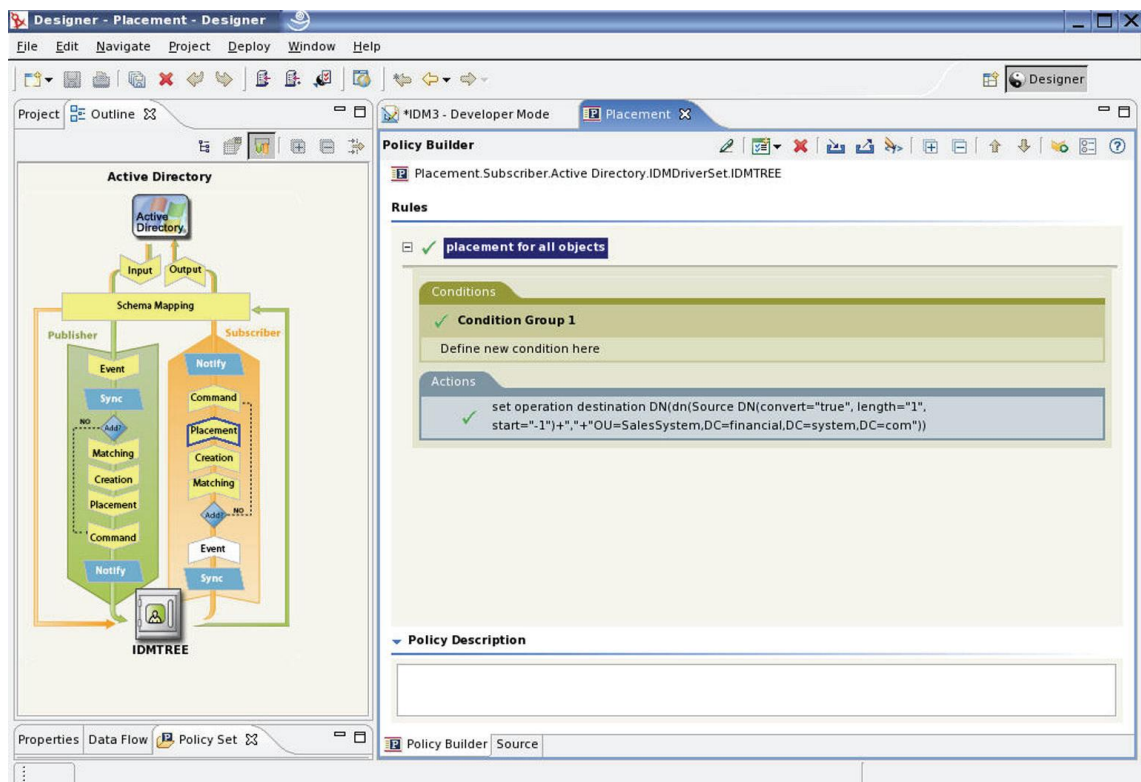 Designer - Placement - Designer
File Edit Navigate Project Deploy Window Help
Designer
Project Outline
*IDM3 - Developer Mode Placement
Policy Builder
Placement.Subscriber.Active Directory.IDMDriverSet.IDMTREE
Rules
placement for all objects
Conditions
Condition Group 1
Define new condition here
Actions
set operation destination DN(dn(Source DN(convert="true", length="1",
start="-1")+","+"OU=SalesSystem,DC=financial,DC=system,DC=com"))
Policy Description
Policy Builder Source
Active Directory
Active
Directory
Input Output
Schema Mapping
Publisher
Event
Sync
NO
Add?
Matching
Creation
Placement
Command
Notify
Subscriber
Notify
Command
Placement
Creation
Matching
Add? NO
Event
Sync
IDMTREE
Properties Data Flow Policy Set